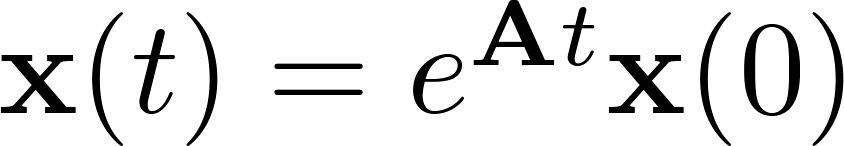 𝐱(t) = e^{𝐀t}𝐱(0)